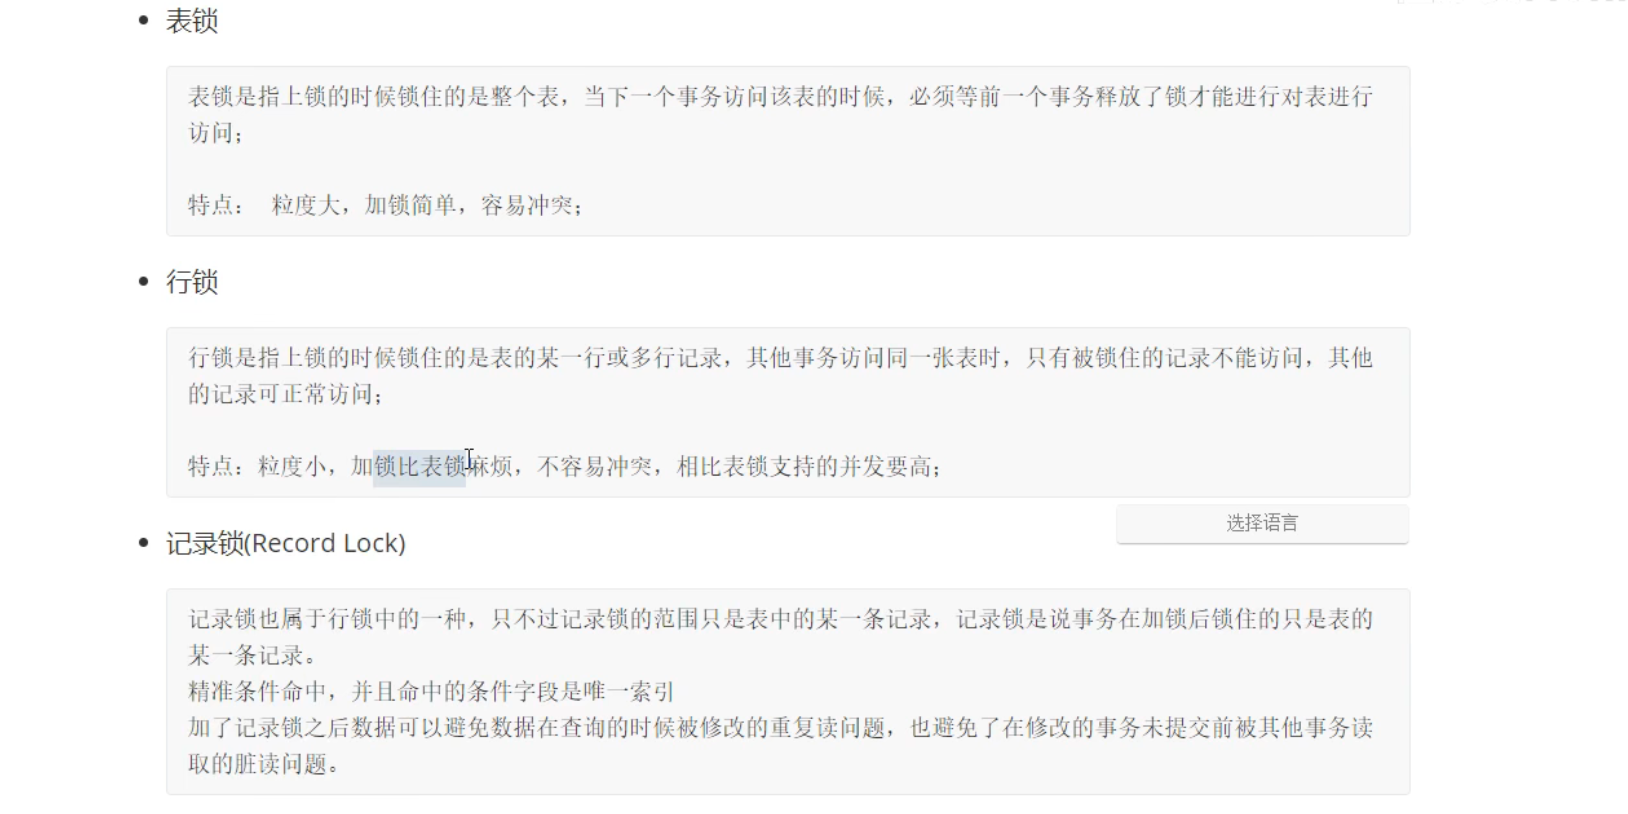 表锁
表锁是指上锁的时候锁住的是整个表，当下一个事务访问该表的时候，必须等前一个事务释放了锁才能进行对表进行
访问；
特点： 粒度大，加锁简单，容易冲突；
行锁
行锁是指上锁的时候锁住的是表的某一行或多行记录，其他事务访问同一张表时，只有被锁住的记录不能访问，其他
的记录可正常访问；
特点：粒度小，加锁比表锁麻烦，不容易冲突，相比表锁支持的并发要高；
选择语言
记录锁(Record Lock)
记录锁也属于行锁中的一种，只不过记录锁的范围只是表中的某一条记录，记录锁是说事务在加锁后锁住的只是表的
某一条记录。
精准条件命中，并且命中的条件字段是唯一索引
加了记录锁之后数据可以避免数据在查询的时候被修改的重复读问题，也避免了在修改的事务未提交前被其他事务读
取的脏读问题。